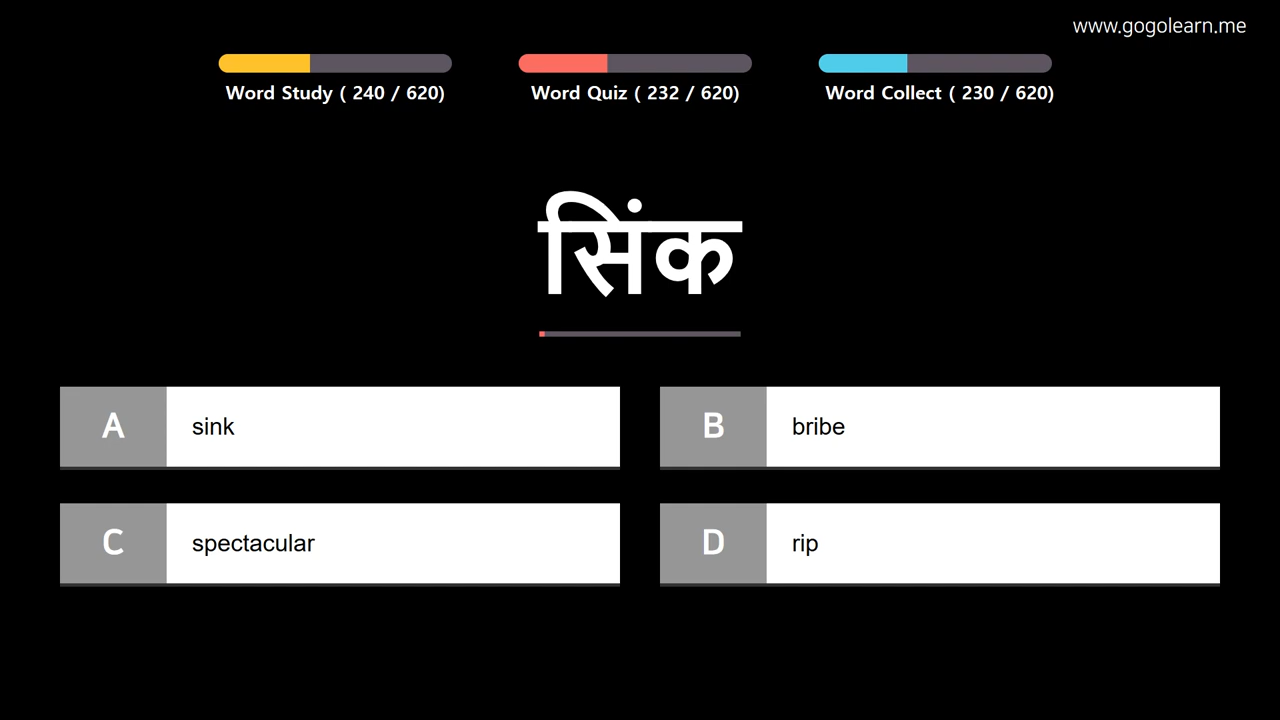 www.gogolearn.me
Word Study ( 240 / 620)
Word Quiz ( 232 / 620)
Word Collect ( 230 / 620)
सिंक
A sink
B bribe
C spectacular
D rip